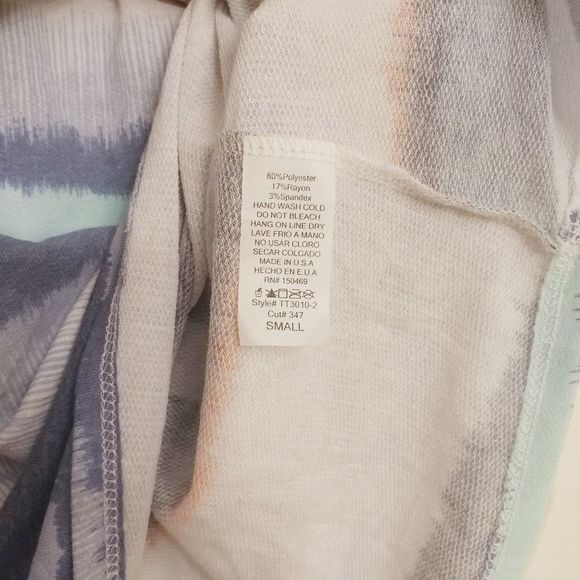 80%Polyester
17%Rayon
3%Spandex
HAND WASH COLD
DO NOT BLEACH
HANG ON LINE DRY
LAVE FRIO A MANO
NO USAR CLORO
SECAR COLGADO
MADE IN U.S.A
HECHO EN E.U.A
RN# 150469
Style# TT3010-2
Cut# 347
SMALL